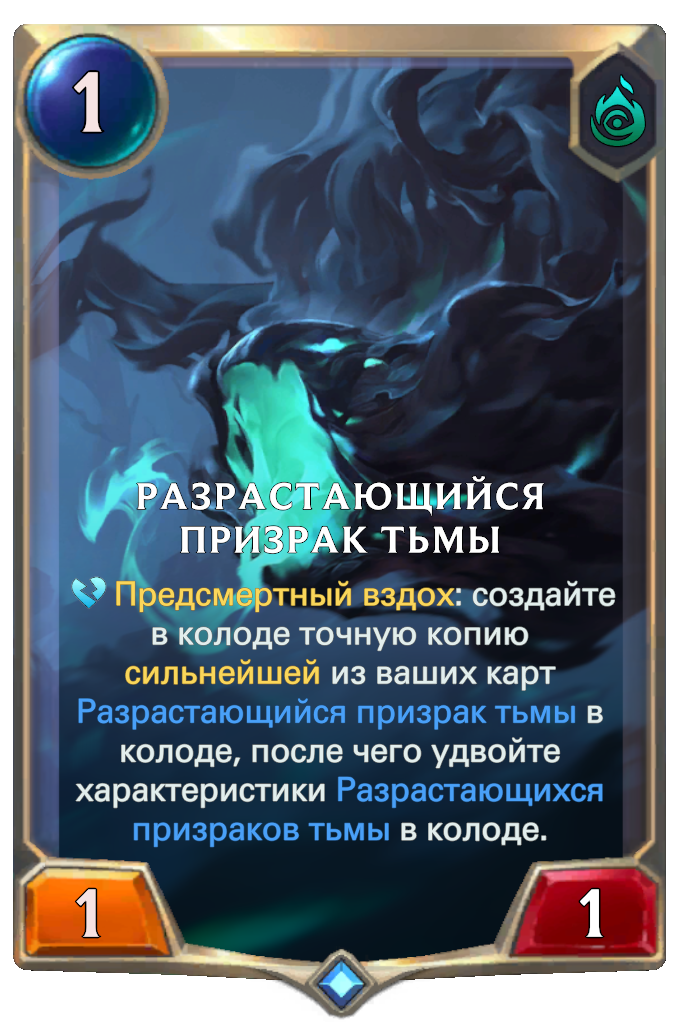 1
РАЗРАСТАЮЩИЙСЯ
ПРИЗРАК ТЬМЫ
Предсмертный вздох: создайте
в колоде точную копию
сильнейшей из ваших карт
Разрастающийся призрак тьмы в
колоде, после чего удвойте
характеристики Разрастающихся
призраков тьмы в колоде.
1
1